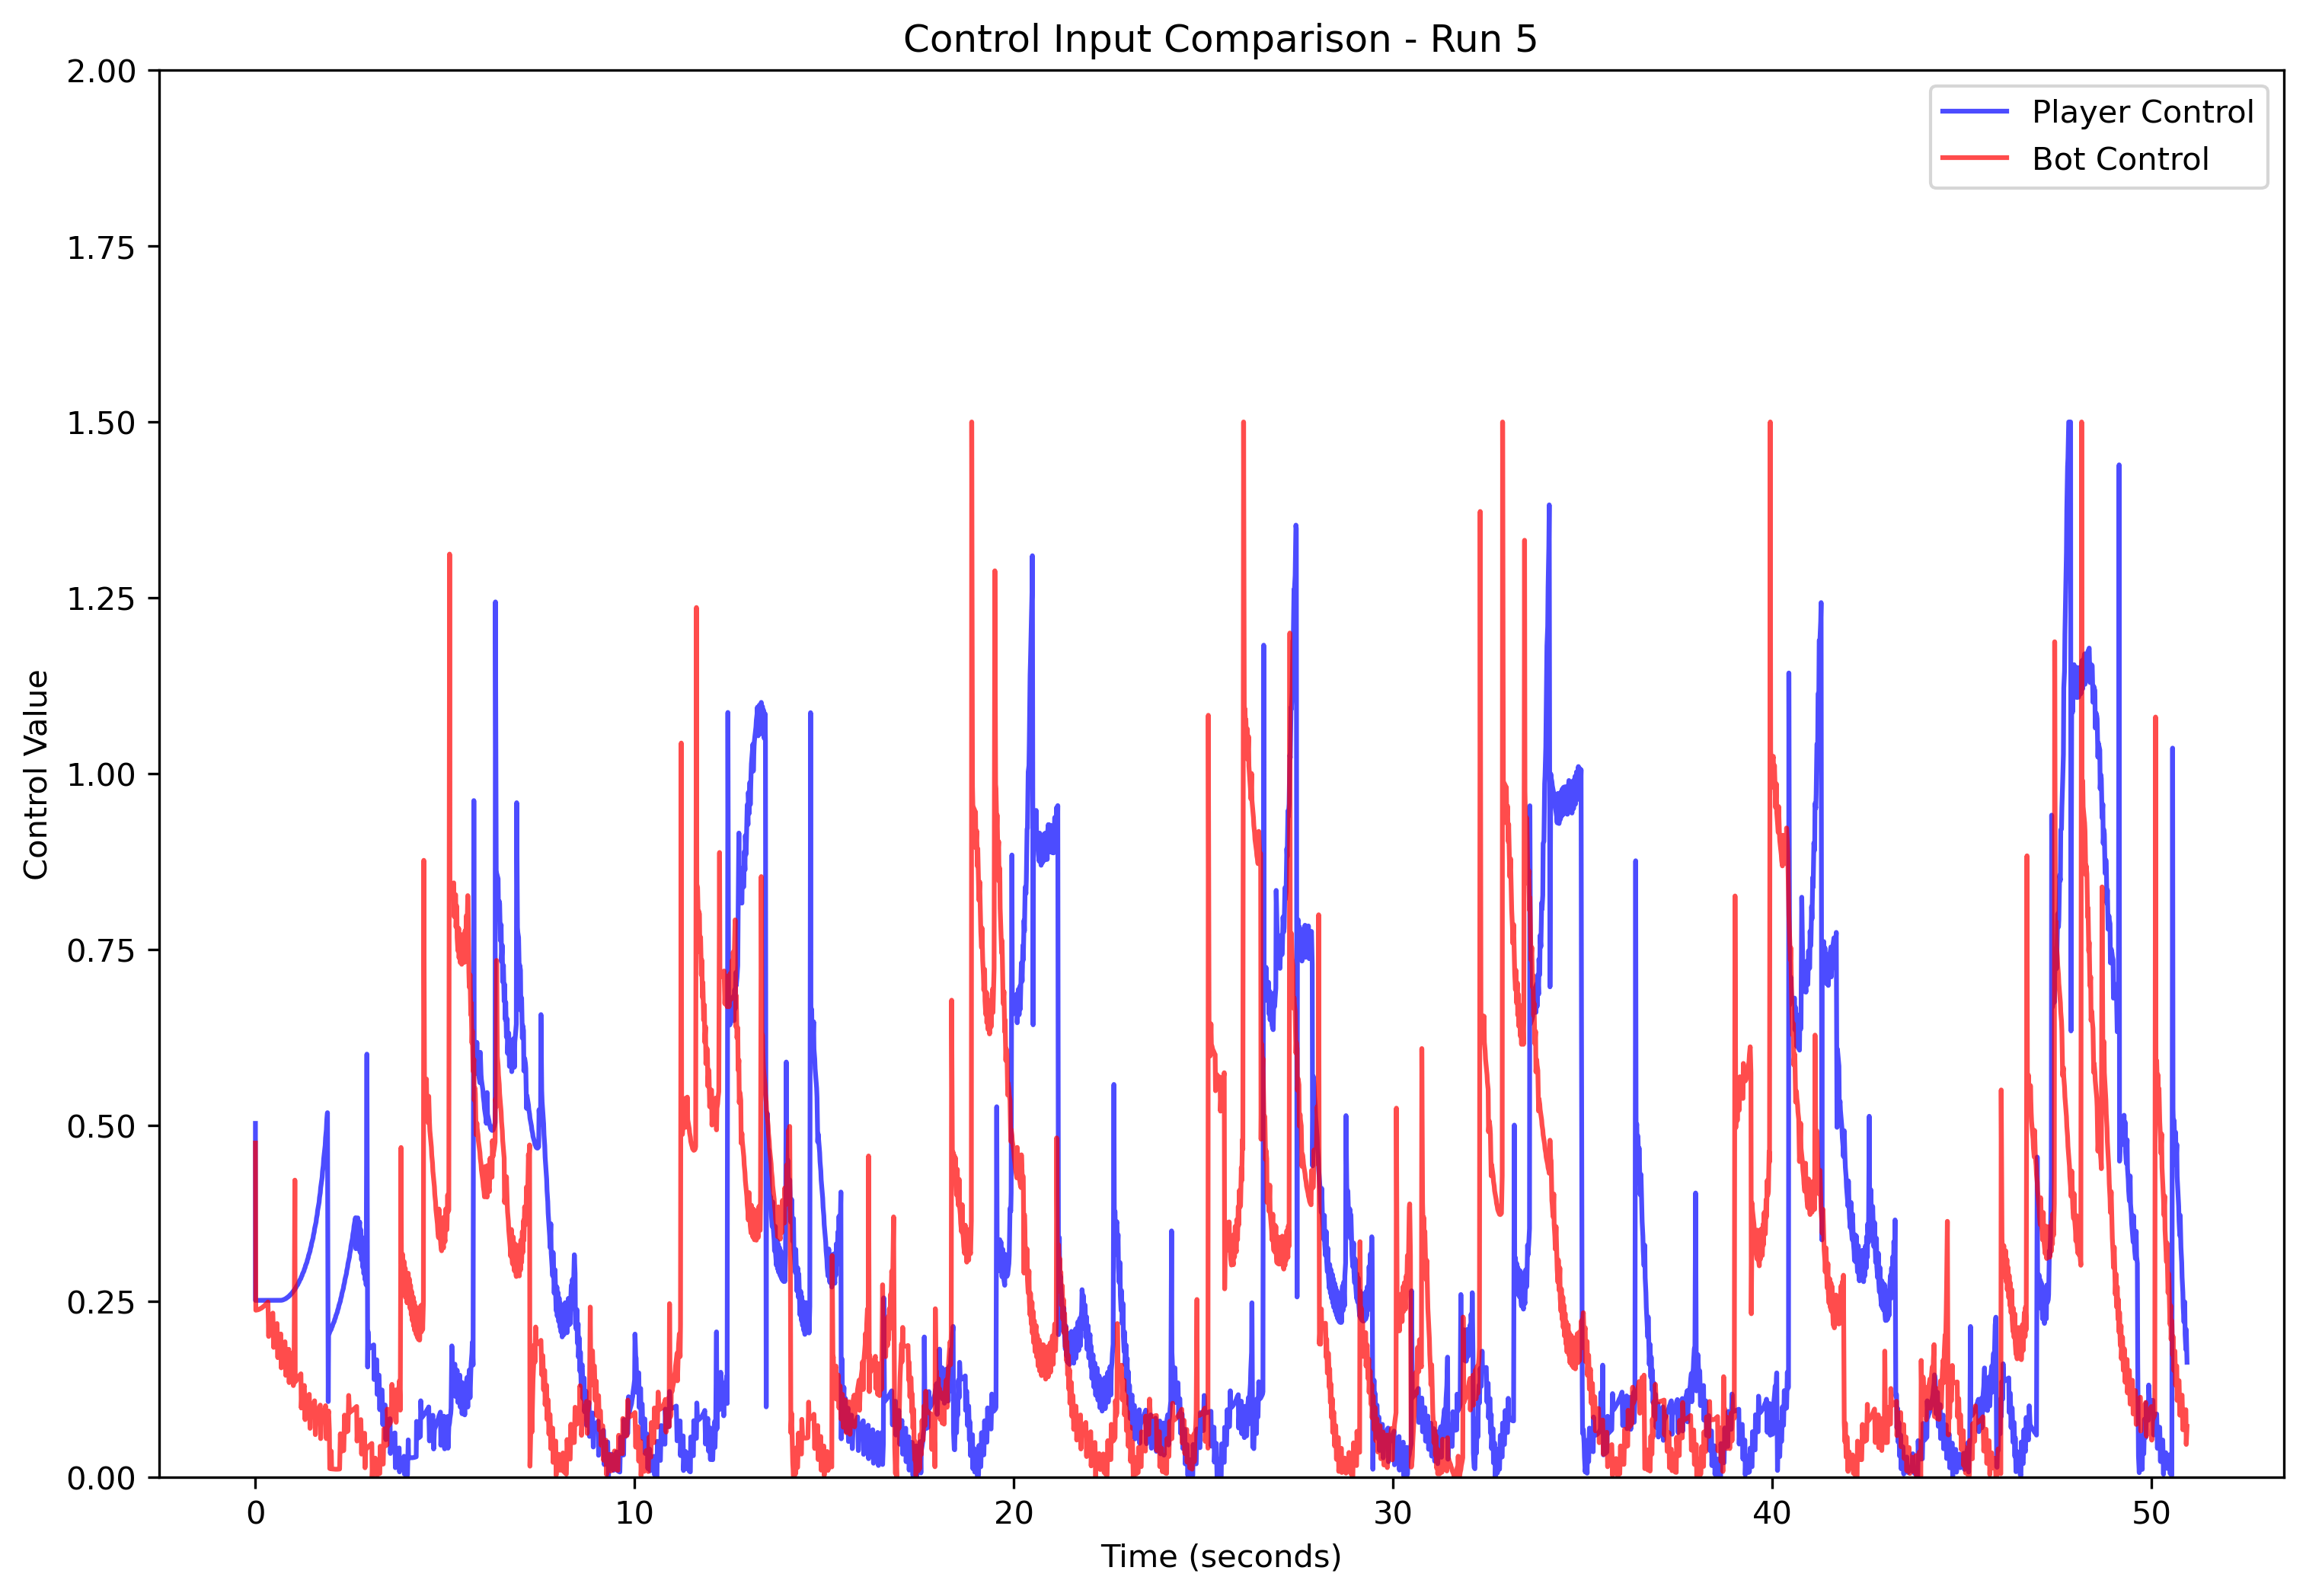 Control Input Comparison - Run 5
Player Control
Bot Control
Control Value
2.00
1.75
1.50
1.25
1.00
0.75
0.50
0.25
0.00
0 10 20 30 40 50
Time (seconds)